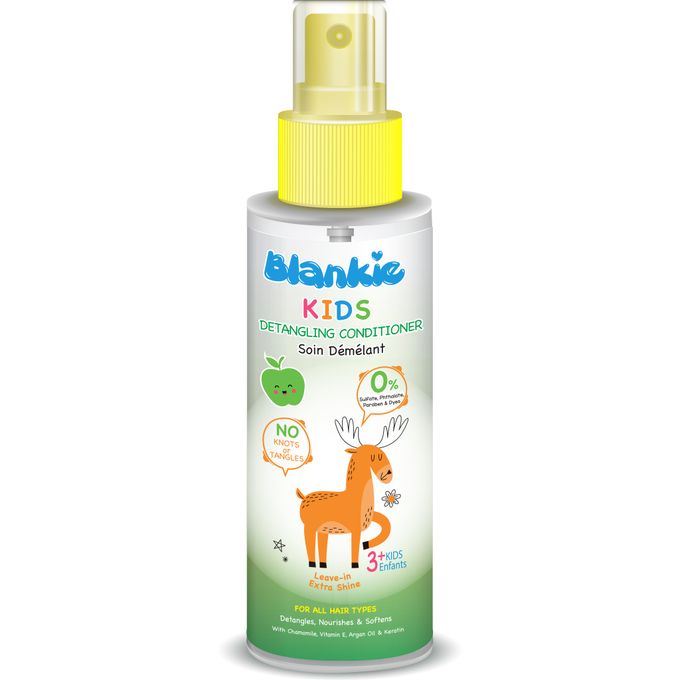 Blankie
KIDS
DETANGLING CONDITIONER
Soin Démélant
0%
Sulfate, Phthalate,
Paraben & Dyes
NO
KNOTS
or
TANGLES
3+ KIDS
Enfants
Leave-in
Extra Shine
FOR ALL HAIR TYPES
Detangles, Nourishes & Softens
With Chamomile, Vitamin E, Argan Oil & Keratin